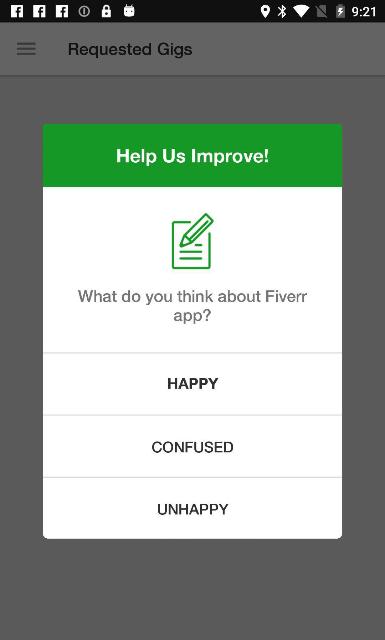 9:21
Requested Gigs
Help Us Improve!
What do you think about Fiverr
app?
HAPPY
CONFUSED
UNHAPPY